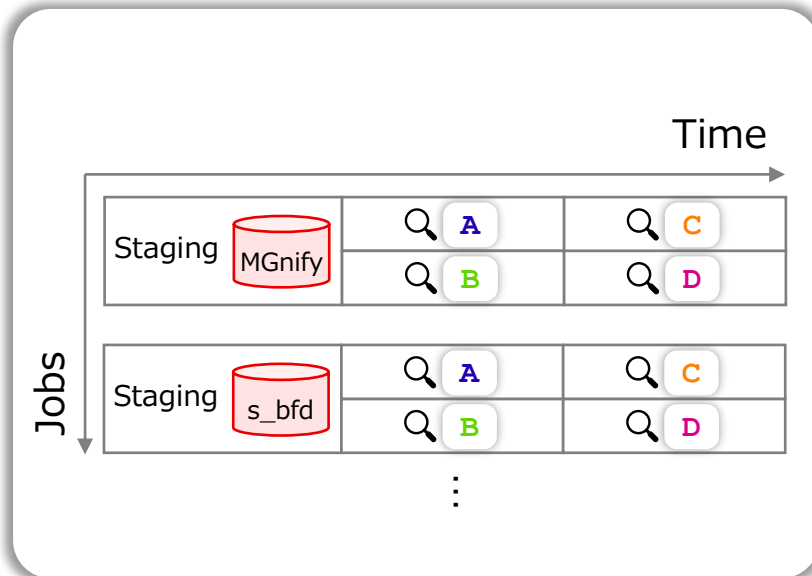 Time
Jobs
Staging MGnify A C
B D
Staging s_bfd A C
B D
⋮